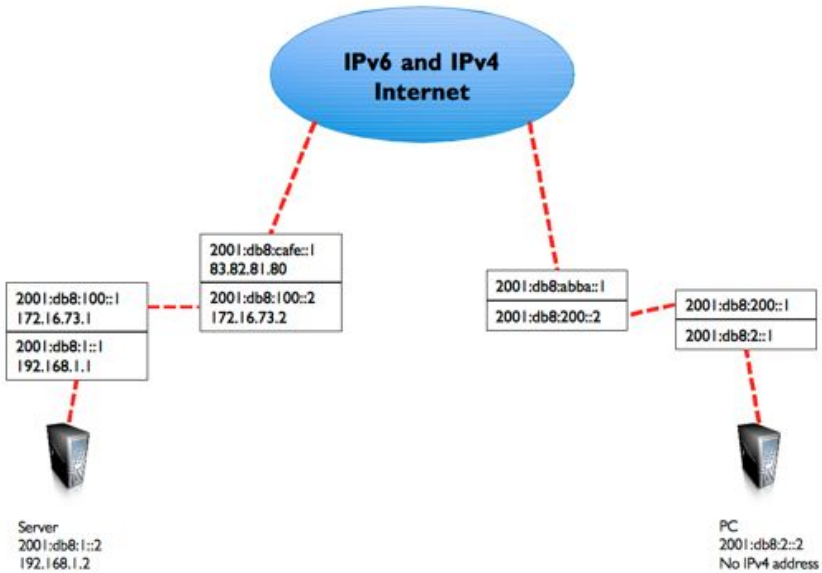 IPv6 and IPv4
Internet
2001:db8:cafe::1
83.82.81.80
2001:db8:100::2
172.16.73.2
2001:db8:100::1
172.16.73.1
2001:db8:1::1
192.168.1.1
2001:db8:abba::1
2001:db8:200::2
2001:db8:200::1
2001:db8:2::1
Server
2001:db8:1::2
192.168.1.2
PC
2001:db8:2::2
No IPv4 address